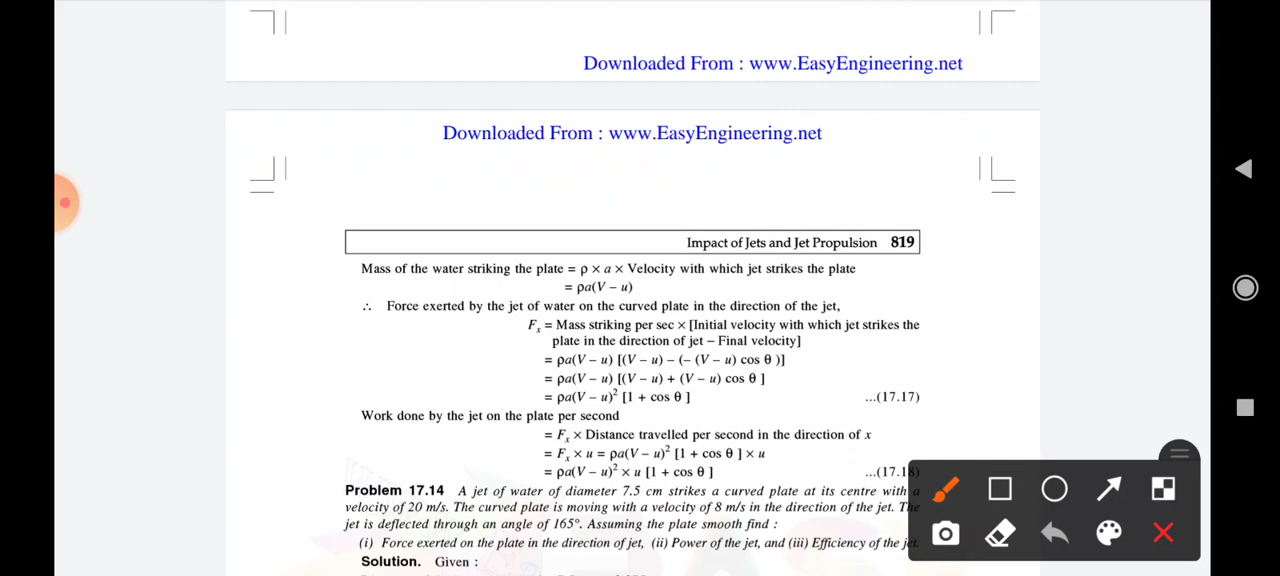 Downloaded From : www.EasyEngineering.net
Downloaded From : www.EasyEngineering.net
Impact of Jets and Jet Propulsion 819
Mass of the water striking the plate = ρ × a × Velocity with which jet strikes the plate
= ρa(V – u)
∴ Force exerted by the jet of water on the curved plate in the direction of the jet,
Fₓ = Mass striking per sec × [Initial velocity with which jet strikes the
plate in the direction of jet – Final velocity]
= ρa(V – u) [(V – u) – (– (V – u) cos θ )]
= ρa(V – u) [(V – u) + (V – u) cos θ ]
= ρa(V – u)² [1 + cos θ ] ...(17.17)
Work done by the jet on the plate per second
= Fₓ × Distance travelled per second in the direction of x
= Fₓ × u = ρa(V – u)² [1 + cos θ ] × u
= ρa(V – u)² × u [1 + cos θ ] ...(17.18)
Problem 17.14 A jet of water of diameter 7.5 cm strikes a curved plate at its centre with a
velocity of 20 m/s. The curved plate is moving with a velocity of 8 m/s in the direction of the jet. The
jet is deflected through an angle of 165°. Assuming the plate smooth find :
(i) Force exerted on the plate in the direction of jet, (ii) Power of the jet, and (iii) Efficiency of the jet.
Solution. Given :